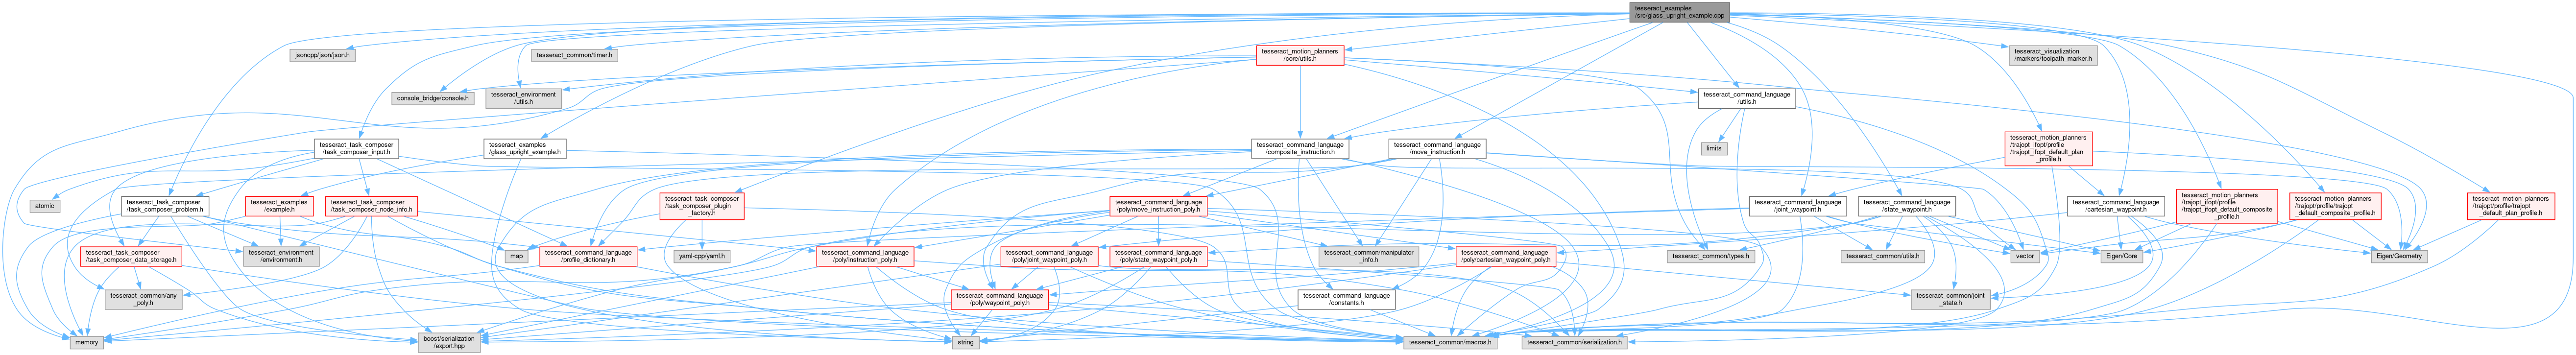 tesseract_examples
/src/glass_upright_example.cpp
jsoncpp/json/json.h
tesseract_common/timer.h
tesseract_motion_planners
/core/utils.h
tesseract_visualization
/markers/toolpath_marker.h
console_bridge/console.h
tesseract_environment
/utils.h
tesseract_command_language
/utils.h
tesseract_task_composer
/task_composer_input.h
tesseract_examples
/glass_upright_example.h
tesseract_command_language
/composite_instruction.h
tesseract_command_language
/move_instruction.h
limits
tesseract_motion_planners
/trajopt_ifopt/profile
/trajopt_ifopt_default_plan
_profile.h
atomic
tesseract_task_composer
/task_composer_problem.h
tesseract_examples
/example.h
tesseract_task_composer
/task_composer_node_info.h
tesseract_task_composer
/task_composer_plugin
_factory.h
tesseract_command_language
/poly/move_instruction_poly.h
tesseract_command_language
/joint_waypoint.h
tesseract_command_language
/state_waypoint.h
tesseract_command_language
/cartesian_waypoint.h
tesseract_motion_planners
/trajopt_ifopt/profile
/trajopt_ifopt_default_composite
_profile.h
tesseract_motion_planners
/trajopt/profile/trajopt
_default_composite_profile.h
tesseract_motion_planners
/trajopt/profile/trajopt
_default_plan_profile.h
tesseract_task_composer
/task_composer_data_storage.h
tesseract_environment
/environment.h
map
tesseract_command_language
/profile_dictionary.h
yaml-cpp/yaml.h
tesseract_command_language
/poly/instruction_poly.h
tesseract_command_language
/poly/joint_waypoint_poly.h
tesseract_command_language
/poly/state_waypoint_poly.h
tesseract_common/manipulator
_info.h
tesseract_command_language
/poly/cartesian_waypoint_poly.h
tesseract_common/types.h
tesseract_common/utils.h
vector
Eigen/Core
Eigen/Geometry
tesseract_common/any
_poly.h
tesseract_command_language
/poly/waypoint_poly.h
tesseract_command_language
/constants.h
tesseract_common/joint
_state.h
memory
boost/serialization
/export.hpp
string
tesseract_common/macros.h
tesseract_common/serialization.h